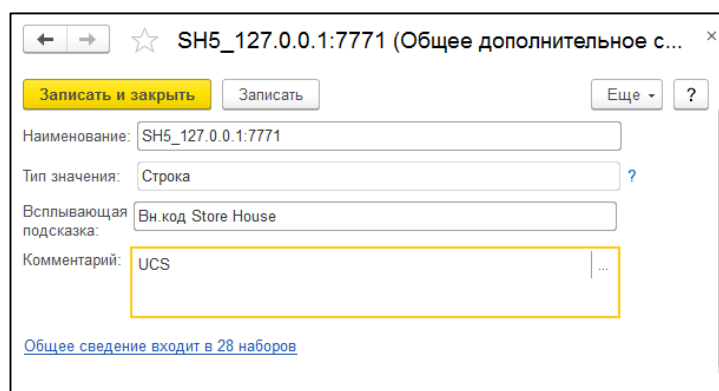 SH5_127.0.0.1:7771 (Общее дополнительное с...
Записать и закрыть Записать Еще ?
Наименование: SH5_127.0.0.1:7771
Тип значения: Строка ?
Всплывающая подсказка: Вн.код Store House
Комментарий: UCS ...
Общее сведение входит в 28 наборов